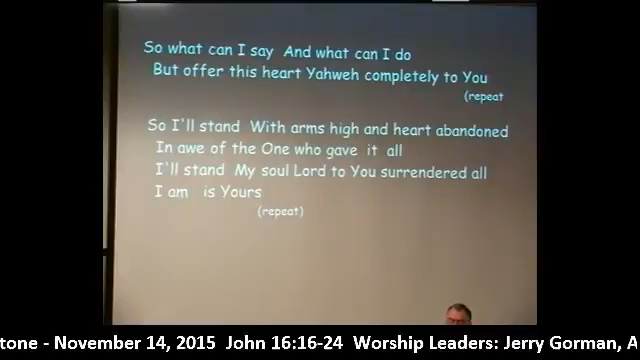 So what can I say And what can I do
But offer this heart Yahweh completely to You
(repeat
So I'll stand With arms high and heart abandoned
In awe of the One who gave it all
I'll stand My soul Lord to You surrendered all
I am is Yours
(repeat)
tone - November 14, 2015 John 16:16-24 Worship Leaders: Jerry Gorman, A